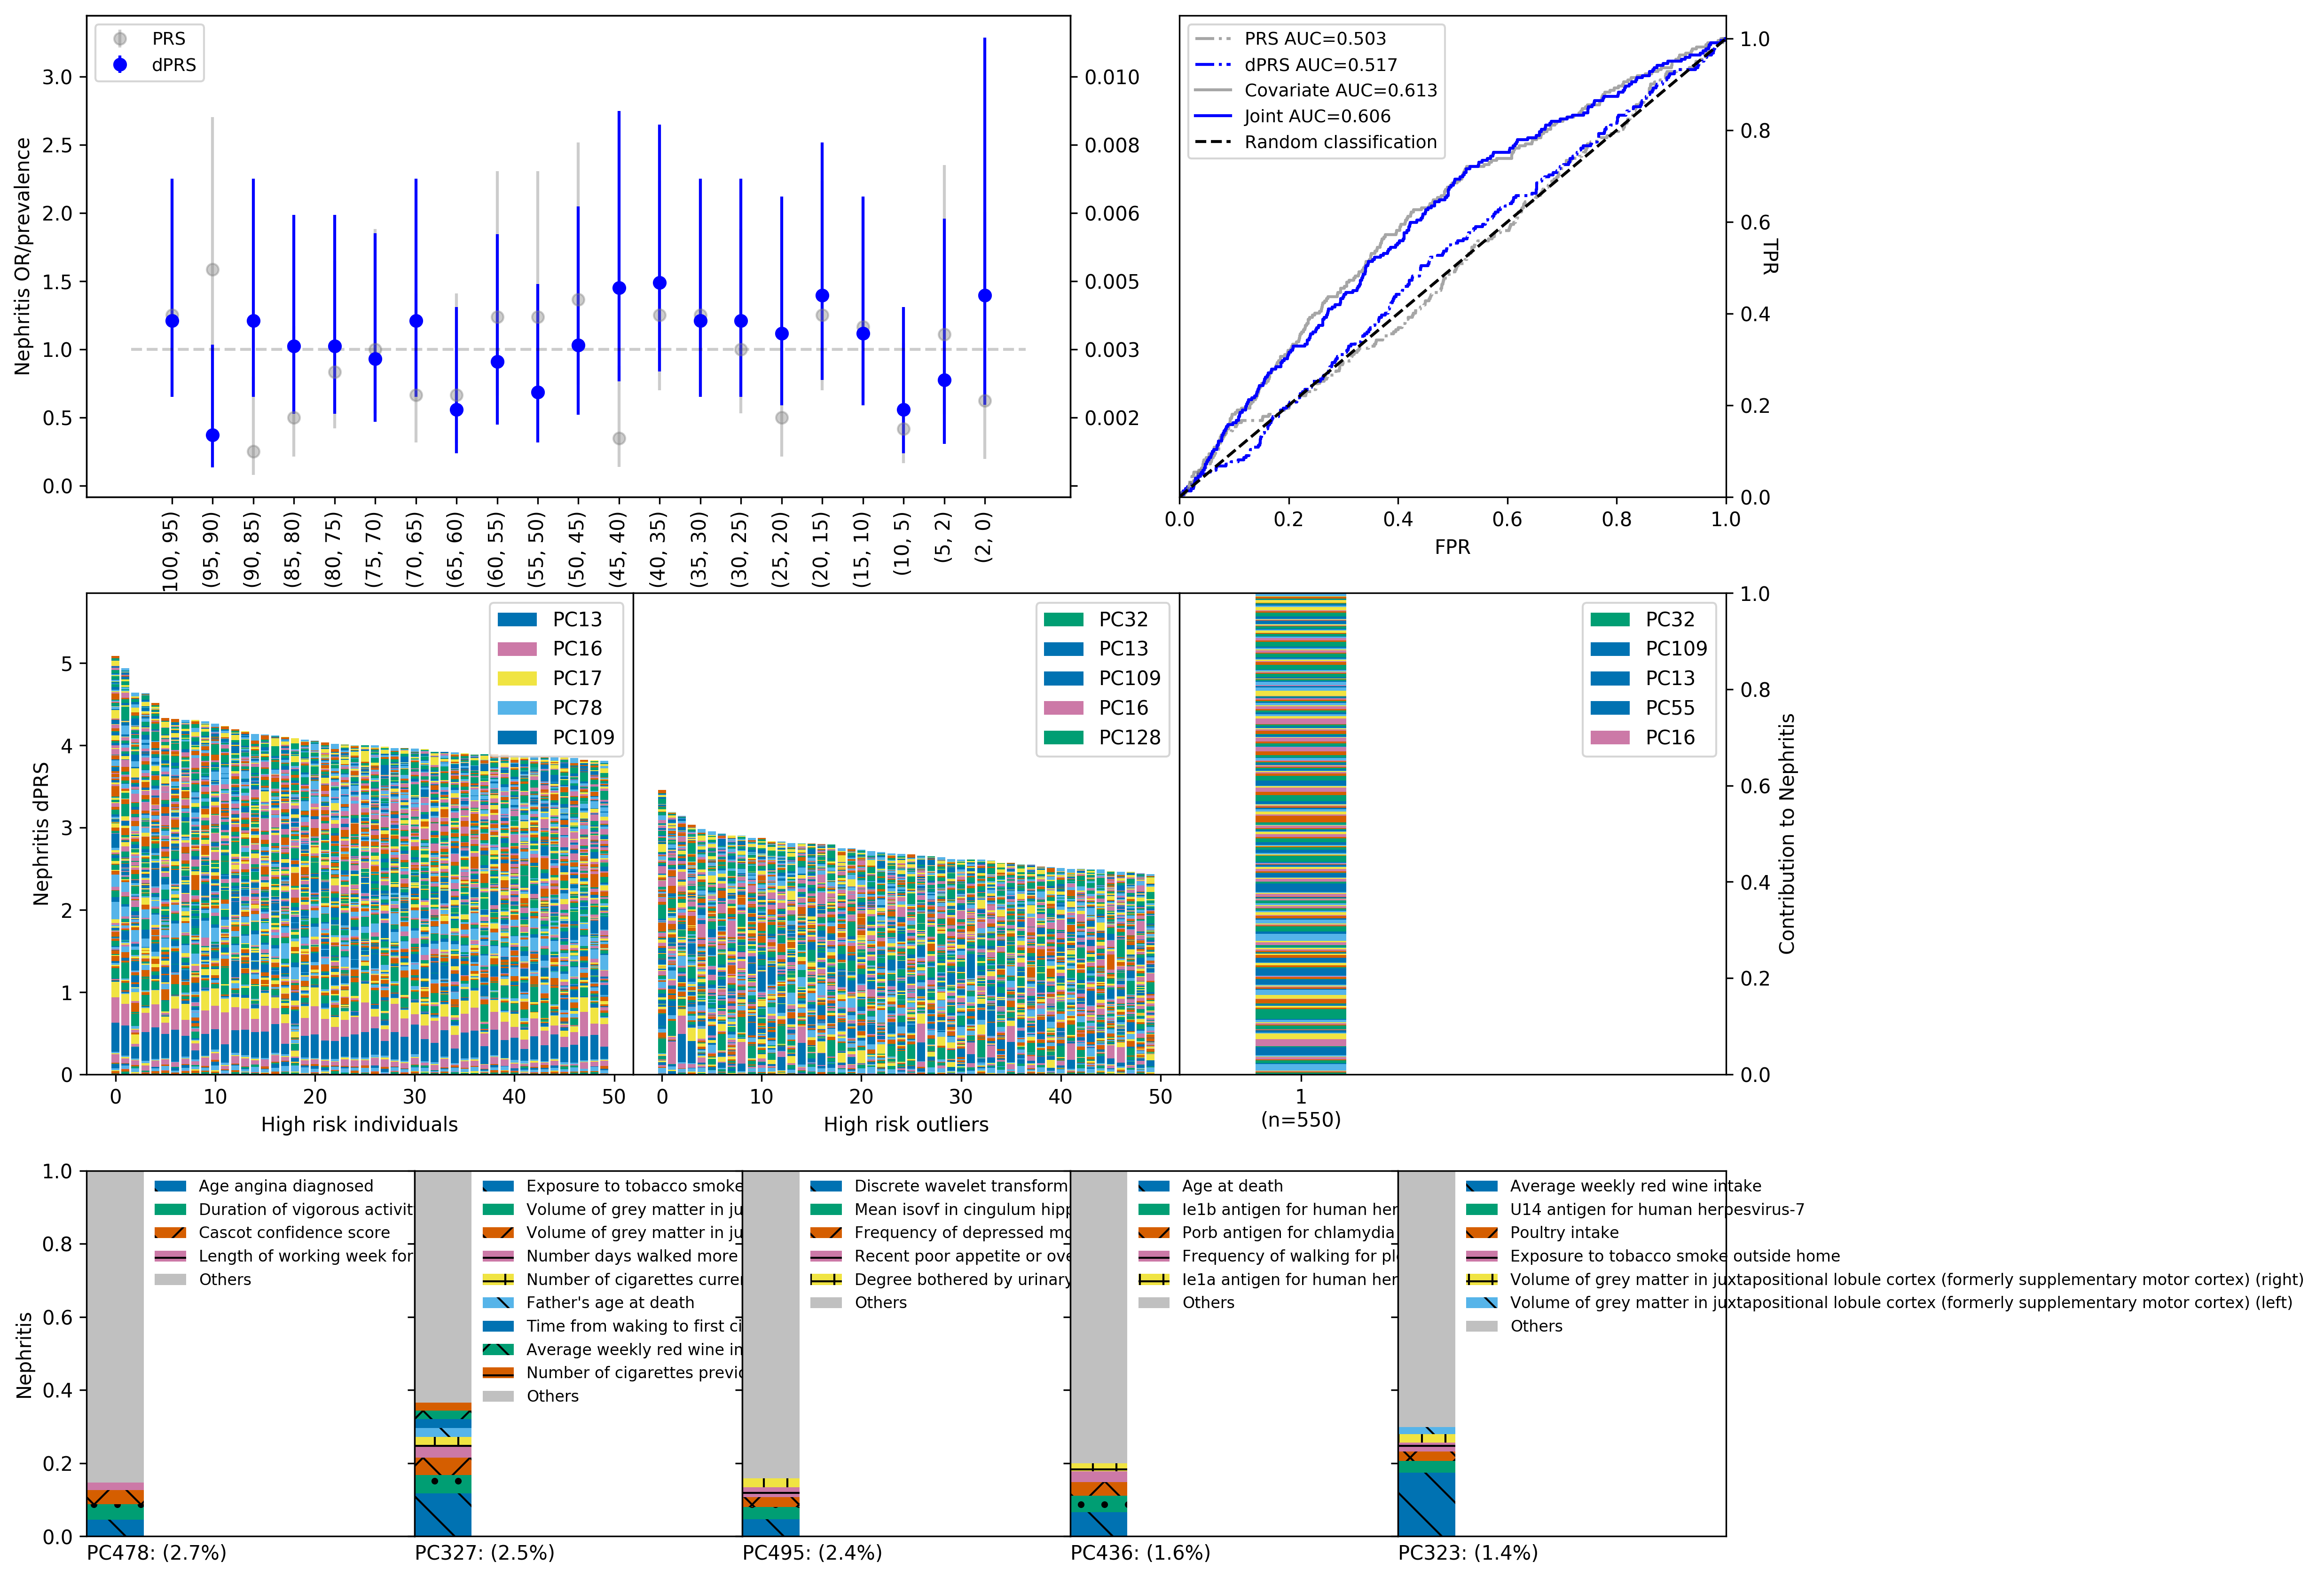 PRS
dPRS
3.0
2.5
2.0
1.5
1.0
0.5
0.0
Nephritis OR/prevalence
0.010
0.008
0.006
0.005
0.003
0.002
100, 95)
(95, 90)
(90, 85)
(85, 80)
(80, 75)
(75, 70)
(70, 65)
(65, 60)
(60, 55)
(55, 50)
(50, 45)
(45, 40)
(40, 35)
(35, 30)
(30, 25)
(25, 20)
(20, 15)
(15, 10)
(10, 5)
(5, 2)
(2, 0)
PRS AUC=0.503
dPRS AUC=0.517
Covariate AUC=0.613
Joint AUC=0.606
Random classification
1.0
0.8
0.6
0.4
0.2
0.0
TPR
0.0 0.2 0.4 0.6 0.8 1.0
FPR
PC13
PC16
PC17
PC78
PC109
5
4
3
2
1
0
Nephritis dPRS
0 10 20 30 40 50
High risk individuals
PC32
PC13
PC109
PC16
PC128
0 10 20 30 40 50
High risk outliers
PC32
PC109
PC13
PC55
PC16
1.0
0.8
0.6
0.4
0.2
0.0
Contribution to Nephritis
1
(n=550)
1.0
0.8
0.6
0.4
0.2
0.0
Nephritis
Age angina diagnosed
Duration of vigorous activit
Cascot confidence score
Length of working week for
Others
PC478: (2.7%)
Exposure to tobacco smoke
Volume of grey matter in ju
Volume of grey matter in ju
Number days walked more
Number of cigarettes currer
Father's age at death
Time from waking to first ci
Average weekly red wine in
Number of cigarettes previo
Others
PC327: (2.5%)
Discrete wavelet transform
Mean isovf in cingulum hipp
Frequency of depressed mo
Recent poor appetite or ove
Degree bothered by urinary
Others
PC495: (2.4%)
Age at death
Ie1b antigen for human her
Porb antigen for chlamydia
Frequency of walking for pl
Ie1a antigen for human her
Others
PC436: (1.6%)
Average weekly red wine intake
U14 antigen for human herpesvirus-7
Poultry intake
Exposure to tobacco smoke outside home
Volume of grey matter in juxtapositional lobule cortex (formerly supplementary motor cortex) (right)
Volume of grey matter in juxtapositional lobule cortex (formerly supplementary motor cortex) (left)
Others
PC323: (1.4%)